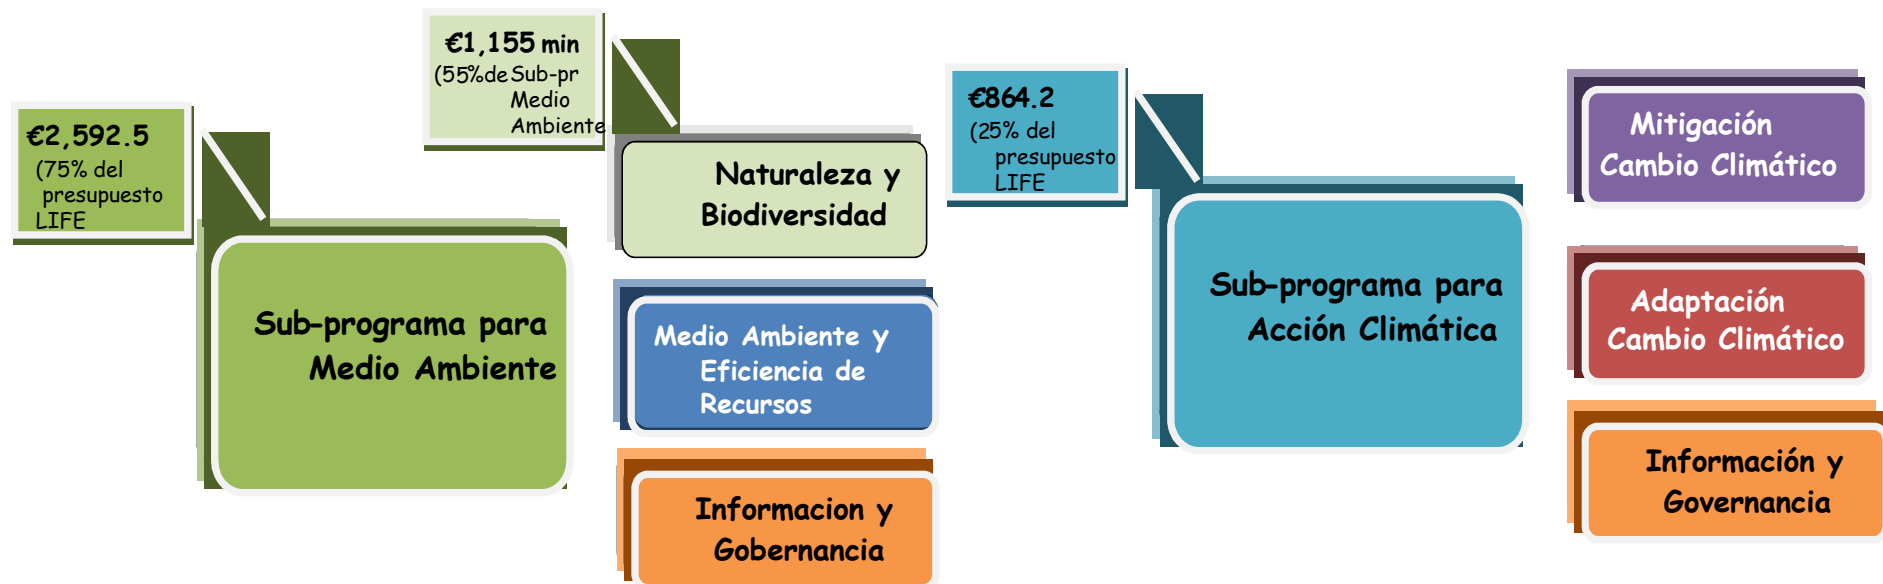 €2,592.5
(75% del
presupuesto
LIFE
Sub-programa para
Medio Ambiente
€1,155 min
(55%de Sub-pr
Medio
Ambiente
Naturaleza y
Biodiversidad
Medio Ambiente y
Eficiencia de
Recursos
Informacion y
Gobernancia
€864.2
(25% del
presupuesto
LIFE
Sub-programa para
Acción Climática
Mitigación
Cambio Climático
Adaptación
Cambio Climático
Información y
Governancia